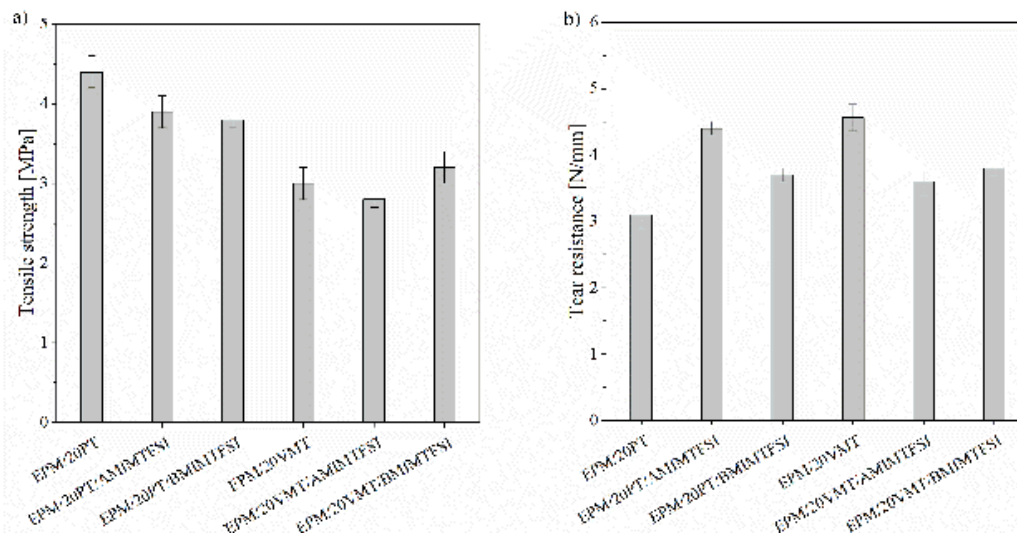 a)
Tensile strength [MPa]
5
4
3
2
1
0
EPM/20PT
EPM/20PT/AMIMTFSI
EPM/20PT/BMIMTFSI
EPM/20VMT
EPM/20VMT/AMIMTFSI
EPM/20VMT/BMIMTFSI
b)
Tear resistance [N/mm]
6
5
4
3
2
1
0
EPM/20PT
EPM/20PT/AMIMTFSI
EPM/20PT/BMIMTFSI
EPM/20VMT
EPM/20VMT/AMIMTFSI
EPM/20VMT/BMIMTFSI